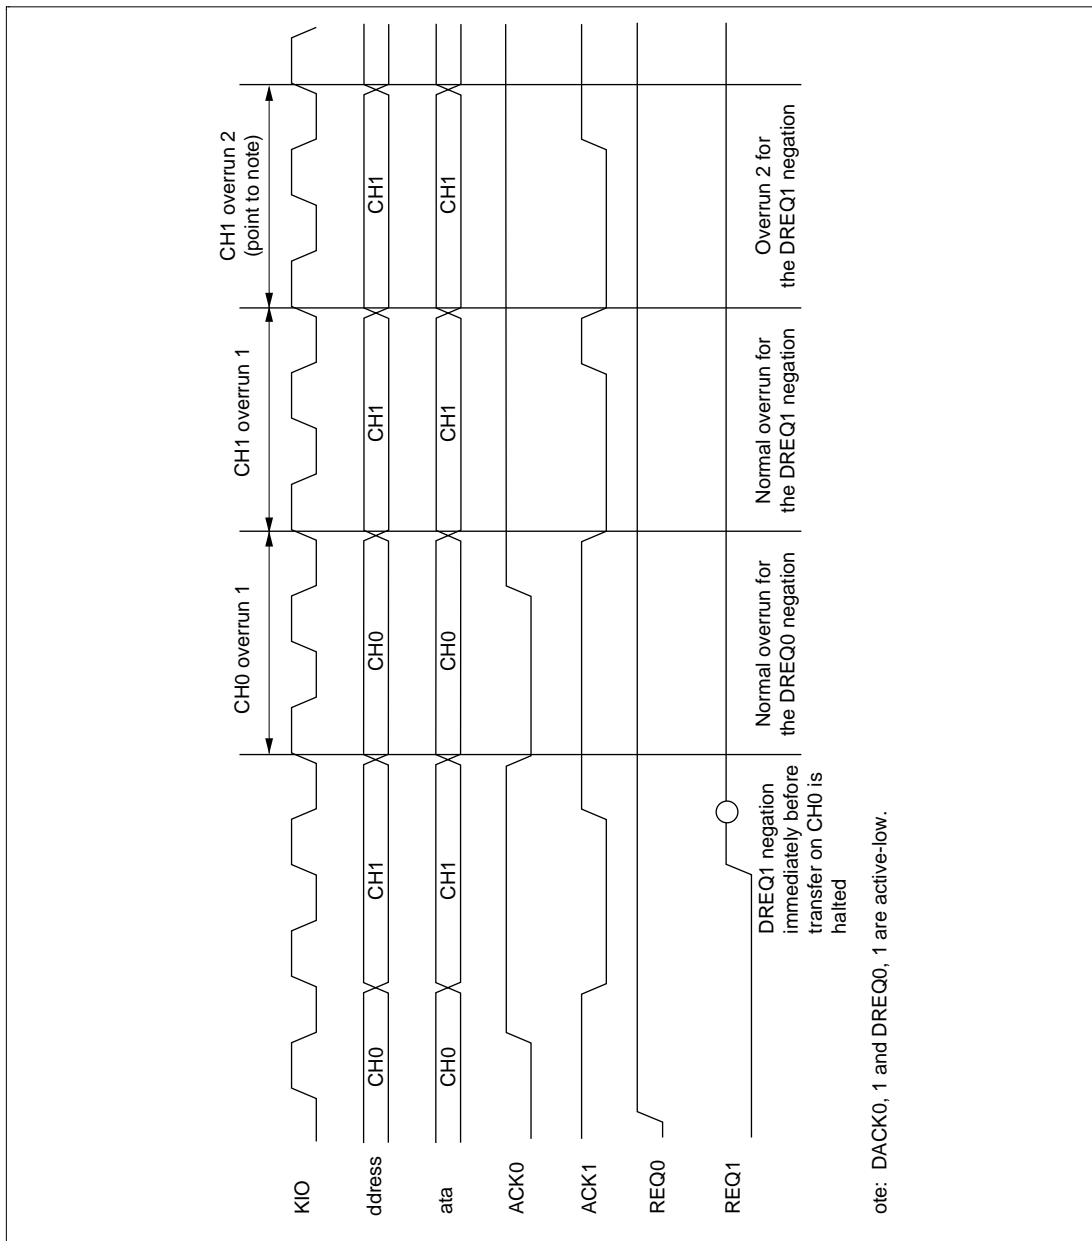 CH0 overrun 1
CH1 overrun 1
CH1 overrun 2
(point to note)
KIO
ddress
CH0
CH1
CH0
CH1
CH1
ata
CH0
CH1
CH0
CH1
CH1
ACK0
ACK1
REQ0
REQ1
DREQ1 negation
immediately before
transfer on CH0 is
halted
Normal overrun for
the DREQ0 negation
Normal overrun for
the DREQ1 negation
Overrun 2 for
the DREQ1 negation
ote: DACK0, 1 and DREQ0, 1 are active-low.